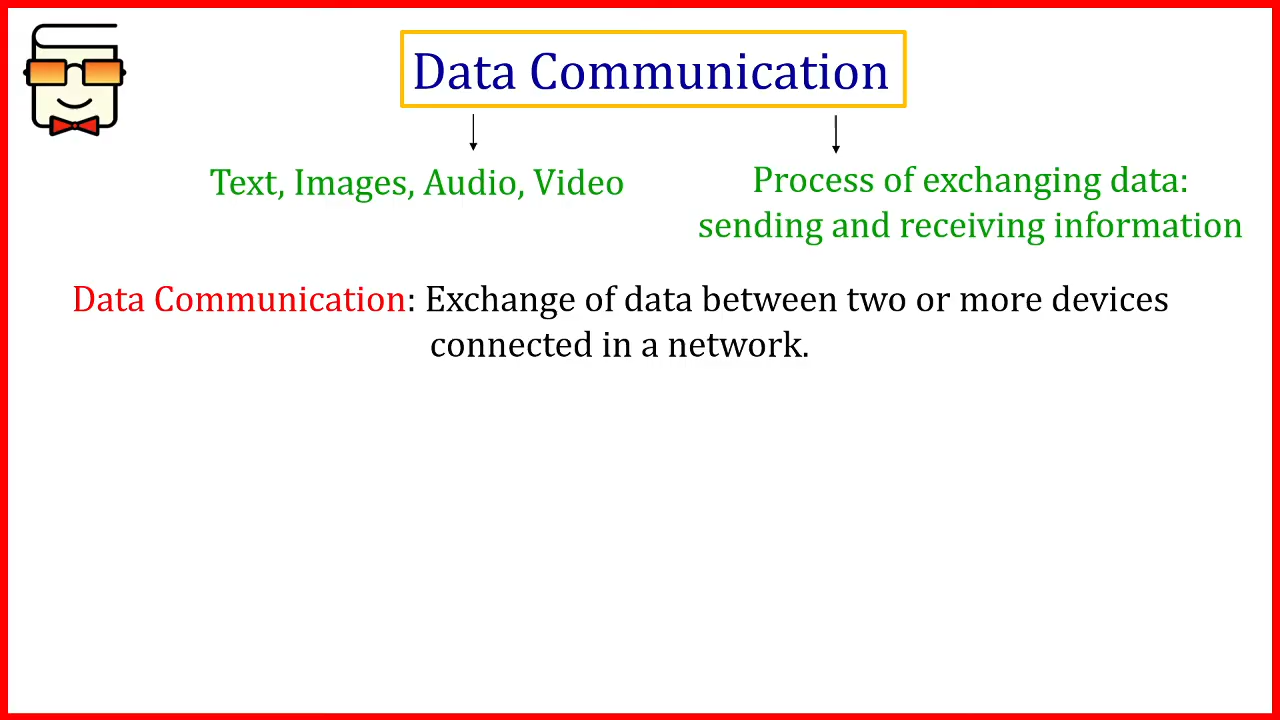 Data Communication
Text, Images, Audio, Video
Process of exchanging data:
sending and receiving information
Data Communication: Exchange of data between two or more devices
connected in a network.